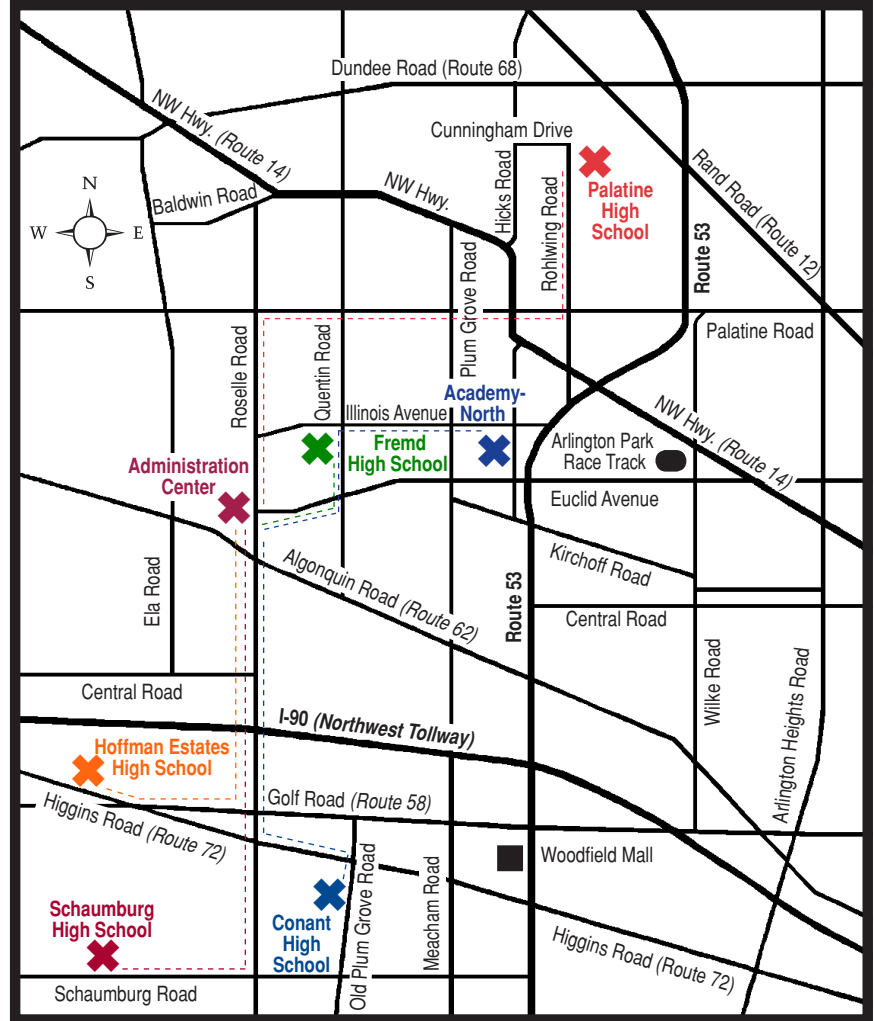 Dundee Road (Route 68)
NW Hwy. (Route 14)
Cunningham Drive
Rand Road (Route 12)
Palatine
High
School
N
W
E
S
Baldwin Road
NW Hwy.
Hicks Road
Rohlwing Road
Route 53
Plum Grove Road
Palatine Road
Roselle Road
Quentin Road
Academy-
North
Illinois Avenue
Fremd
High School
NW Hwy. (Route 14)
Arlington Park
Race Track
Administration
Center
Euclid Avenue
Kirchoff Road
Ela Road
Algonquin Road (Route 62)
Route 53
Central Road
Wilke Road
Arlington Heights Road
Central Road
I-90 (Northwest Tollway)
Hoffman Estates
High School
Golf Road (Route 58)
Higgins Road (Route 72)
Woodfield Mall
Old Plum Grove Road
Meacham Road
Schaumburg
High School
Conant
High
School
Higgins Road (Route 72)
Schaumburg Road